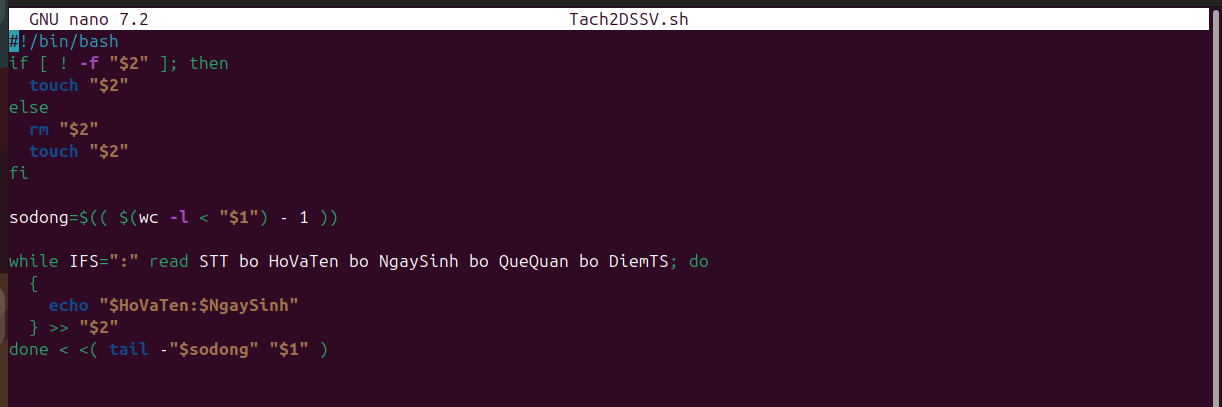 GNU nano 7.2 Tach2DSSV.sh
#!/bin/bash
if [ ! -f "$2" ]; then
  touch "$2"
else
  rm "$2"
  touch "$2"
fi

sodong=$(( $(wc -l < "$1") - 1 ))

while IFS=":" read STT bo HoVaTen bo NgaySinh bo QueQuan bo DiemTS; do
  {
    echo "$HoVaTen:$NgaySinh"
  } >> "$2"
done < <( tail -"$sodong" "$1" )